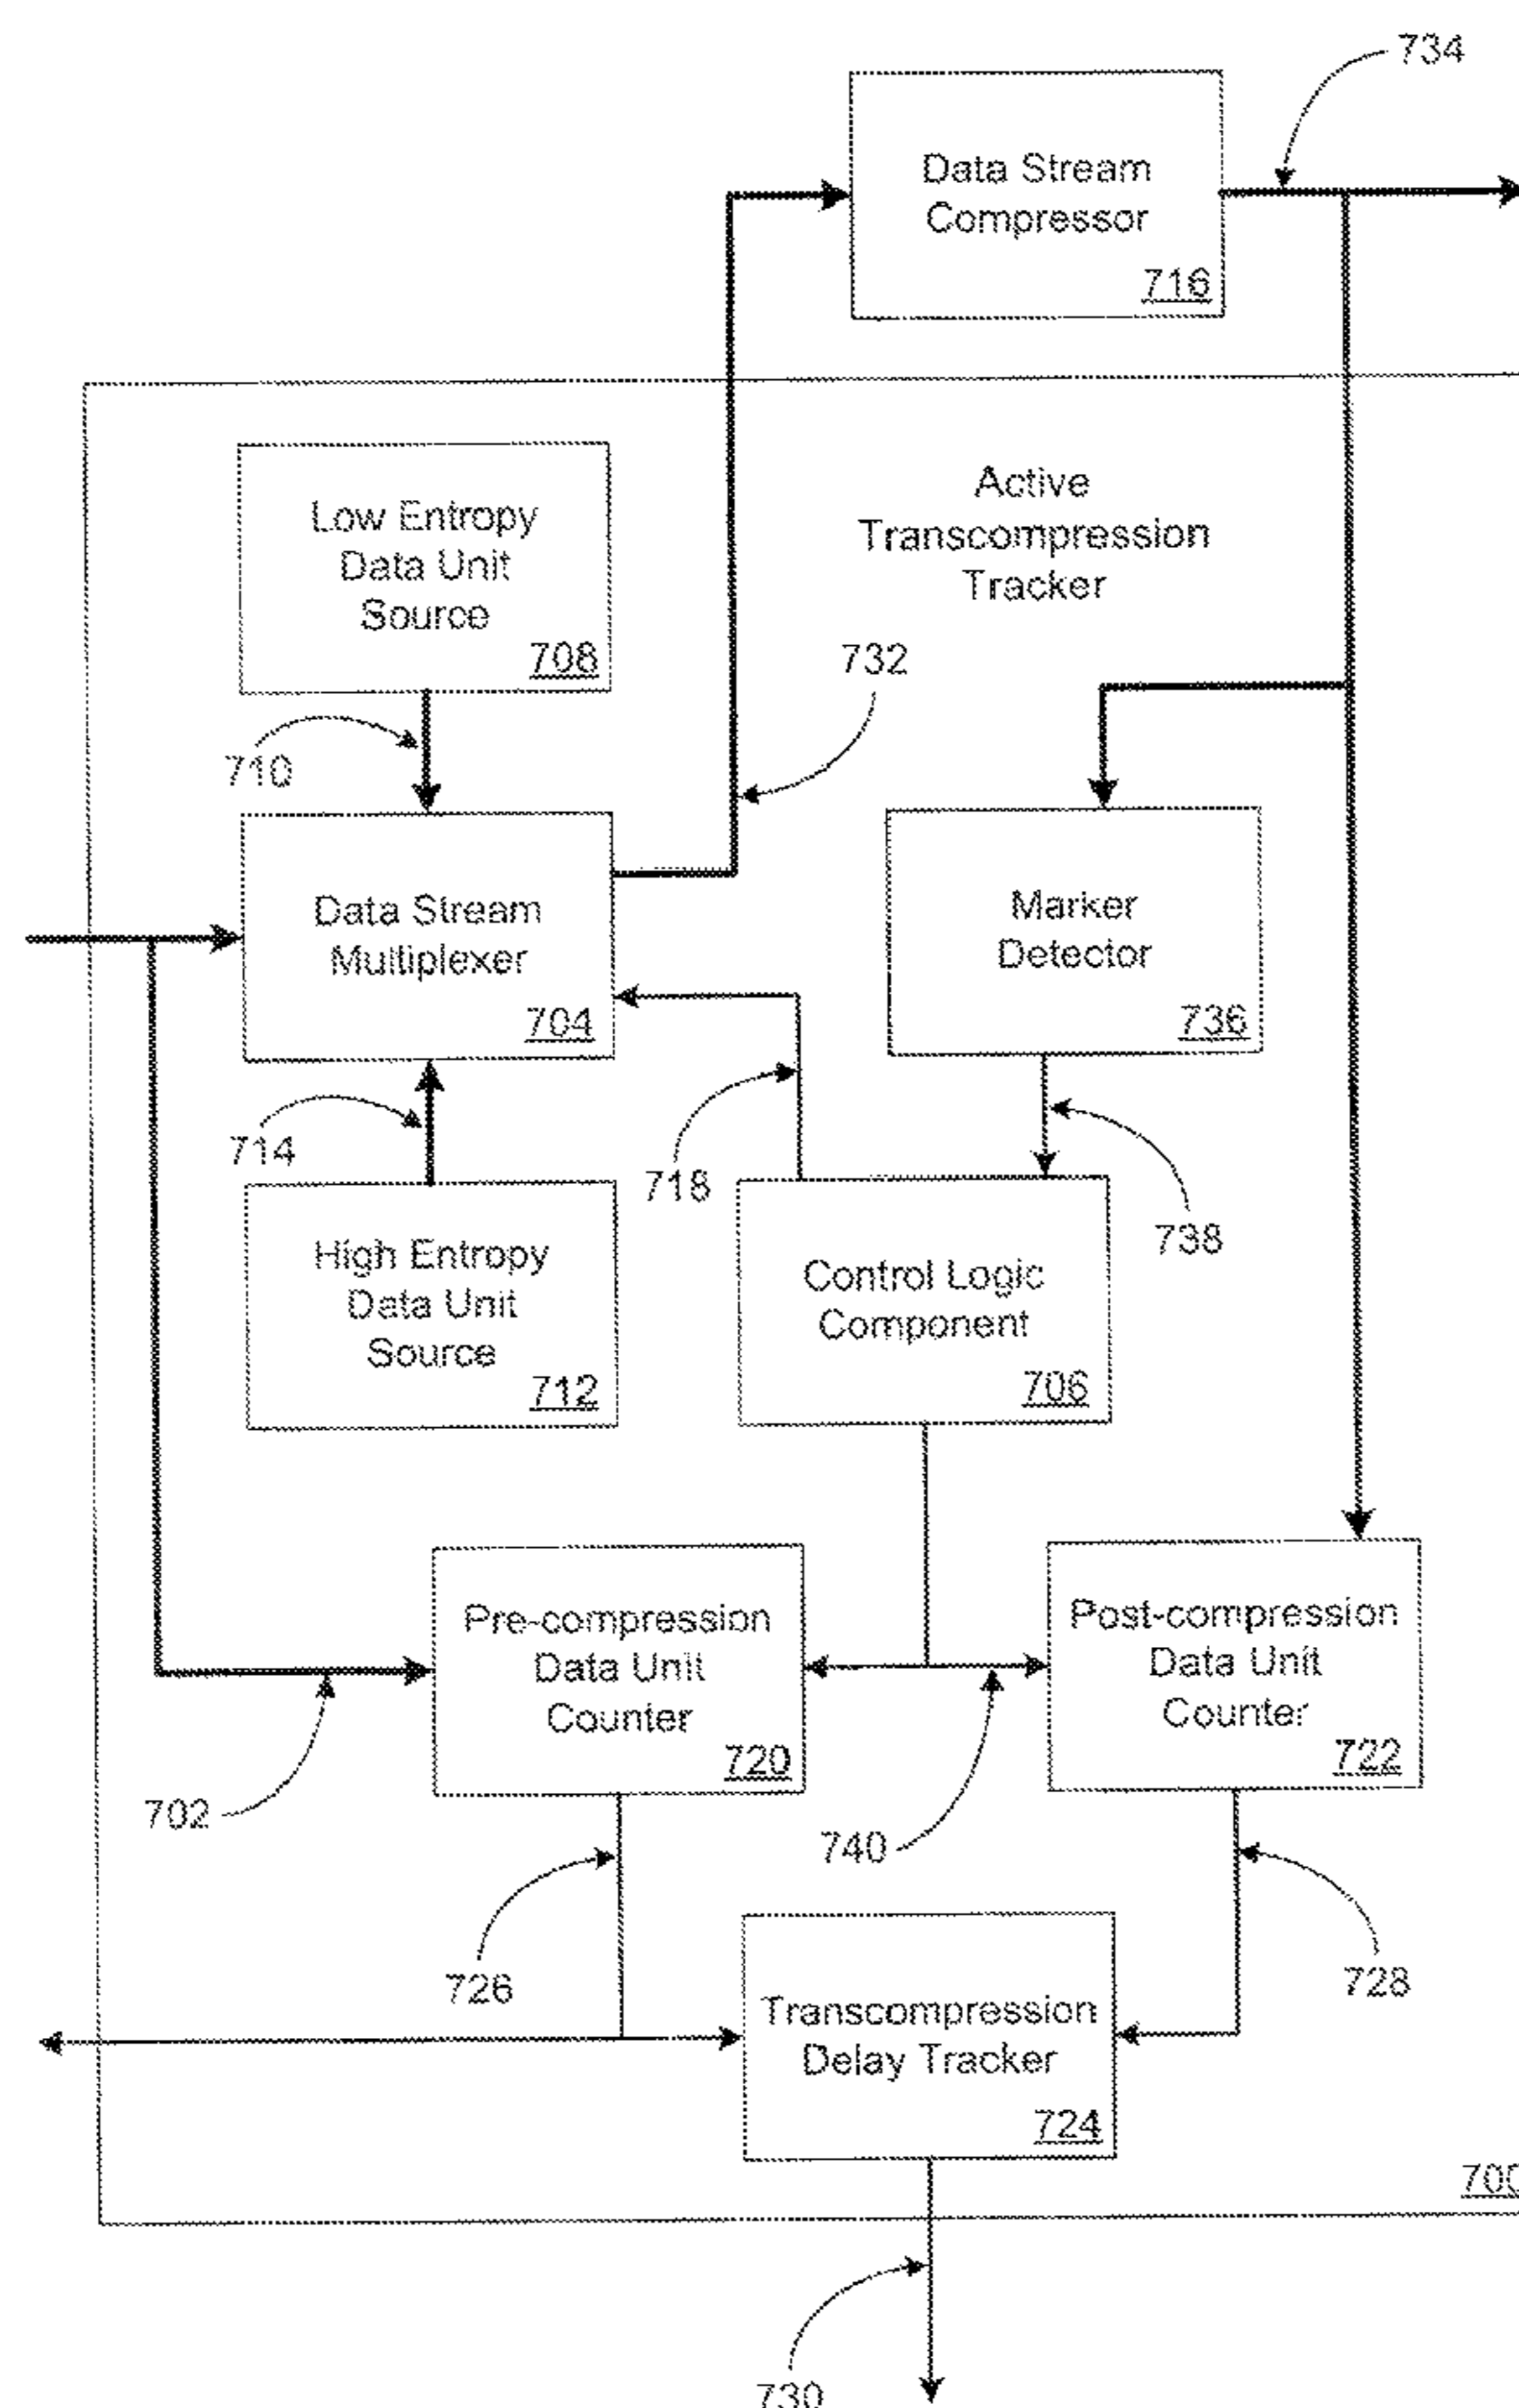 734
Data Stream
Compressor
716
Active
Transcompression
Tracker
Low Entropy
Data Unit
Source
708
732
710
Data Stream
Multiplexer
704
Marker
Detector
736
714
718
738
High Entropy
Data Unit
Source
712
Control Logic
Component
706
Pre-compression
Data Unit
Counter
720
Post-compression
Data Unit
Counter
722
702
740
726
728
Transcompression
Delay Tracker
724
700
730